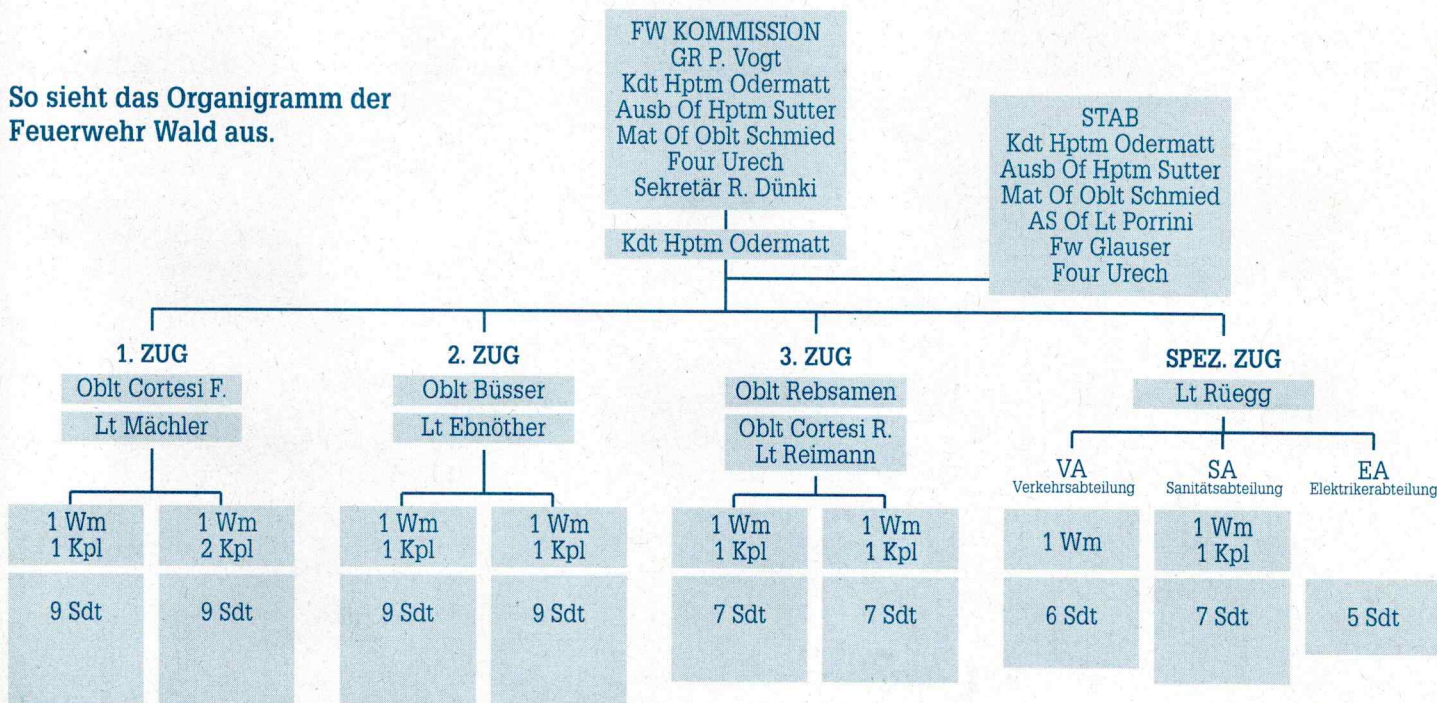 So sieht das Organigramm der
Feuerwehr Wald aus.
FW KOMMISSION
GR P. Vogt
Kdt Hptm Odermatt
Ausb Of Hptm Sutter
Mat Of Oblt Schmied
Four Urech
Sekretär R. Dünki
Kdt Hptm Odermatt
STAB
Kdt Hptm Odermatt
Ausb Of Hptm Sutter
Mat Of Oblt Schmied
AS Of Lt Porrini
Fw Glauser
Four Urech
1. ZUG
Oblt Cortesi F.
Lt Mächler
1 Wm
1 Kpl
9 Sdt
1 Wm
2 Kpl
9 Sdt
2. ZUG
Oblt Büsser
Lt Ebnöther
1 Wm
1 Kpl
9 Sdt
1 Wm
1 Kpl
9 Sdt
3. ZUG
Oblt Rebsamen
Oblt Cortesi R.
Lt Reimann
1 Wm
1 Kpl
7 Sdt
1 Wm
1 Kpl
7 Sdt
SPEZ. ZUG
Lt Rüegg
VA
Verkehrsabteilung
1 Wm
6 Sdt
SA
Sanitätsabteilung
1 Wm
1 Kpl
7 Sdt
EA
Elektrikerabteilung
5 Sdt